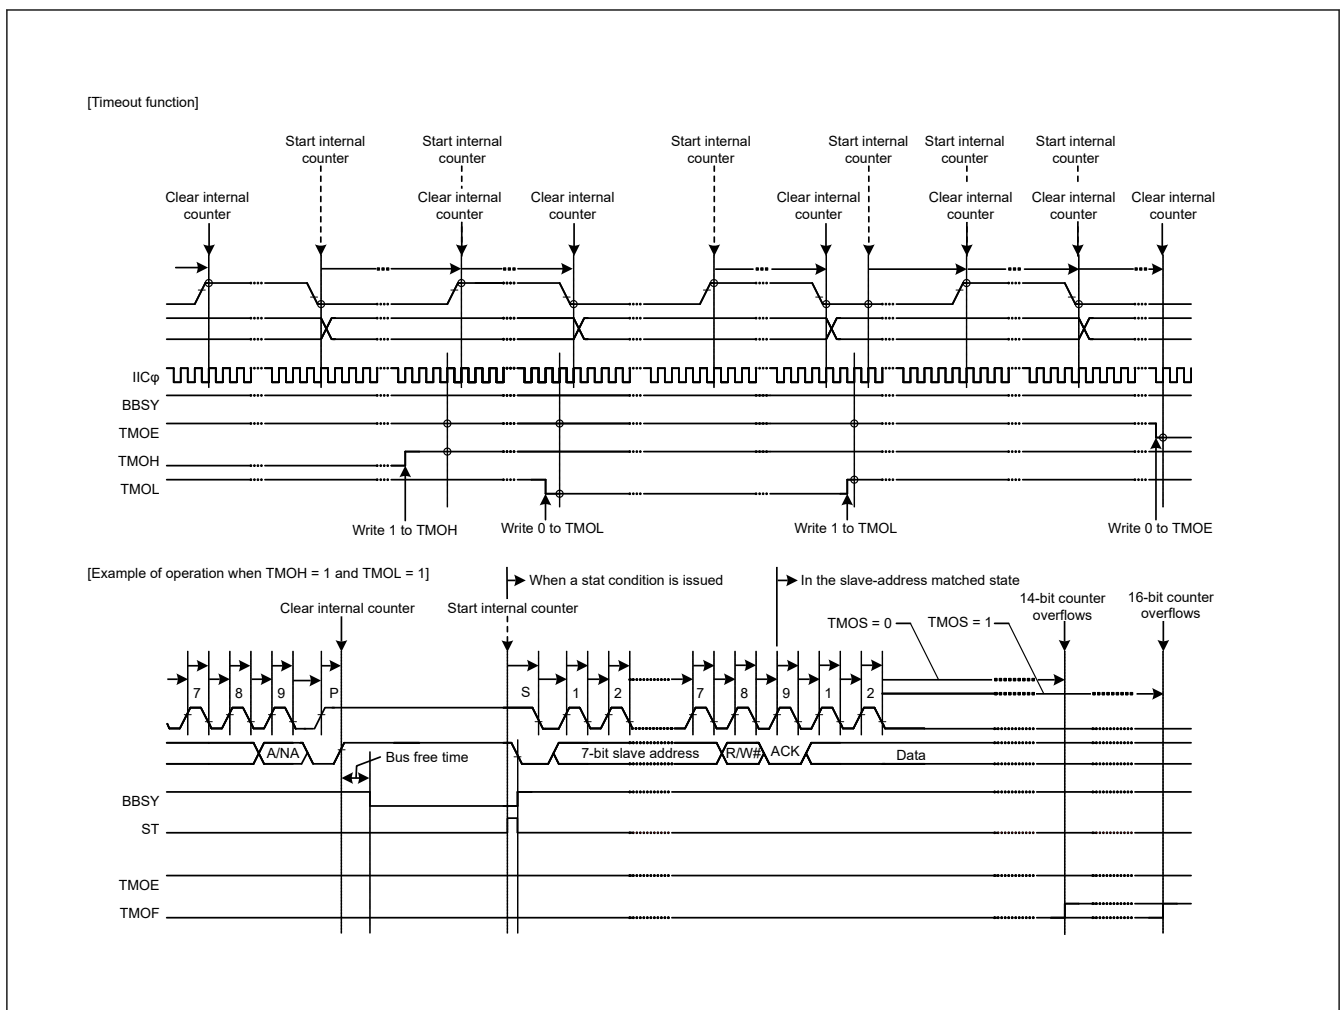 [Timeout function]
Start internal counter
Start internal counter
Start internal counter
Start internal counter
Start internal counter
Start internal counter
Clear internal counter
Clear internal counter
Clear internal counter
Clear internal counter
Clear internal counter
Clear internal counter
Clear internal counter
IICφ
BBSY
TMOE
TMOH
TMOL
Write 1 to TMOH
Write 0 to TMOL
Write 1 to TMOL
Write 0 to TMOE
[Example of operation when TMOH = 1 and TMOL = 1]
When a stat condition is issued
In the slave-address matched state
Clear internal counter
Start internal counter
14-bit counter overflows
16-bit counter overflows
TMOS = 0
TMOS = 1
7 8 9 P S 1 2 7 8 9 1 2
A/NA
7-bit slave address
R/W#
ACK
Data
Bus free time
BBSY
ST
TMOE
TMOF